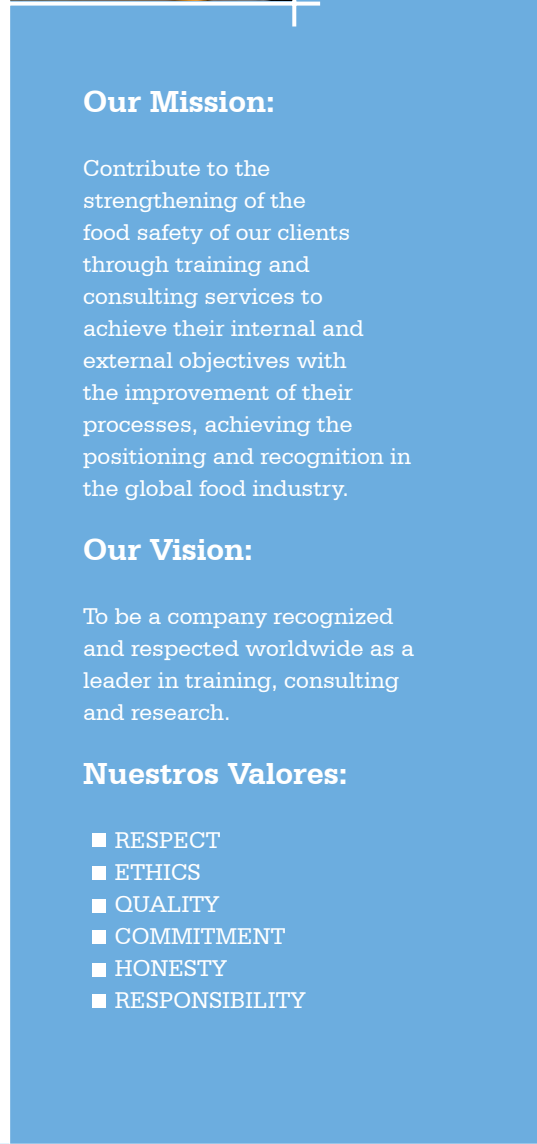 Our Mission:
Contribute to the
strengthening of the
food safety of our clients
through training and
consulting services to
achieve their internal and
external objectives with
the improvement of their
processes, achieving the
positioning and recognition in
the global food industry.
Our Vision:
To be a company recognized
and respected worldwide as a
leader in training, consulting
and research.
Nuestros Valores:
RESPECT
ETHICS
QUALITY
COMMITMENT
HONESTY
RESPONSIBILITY